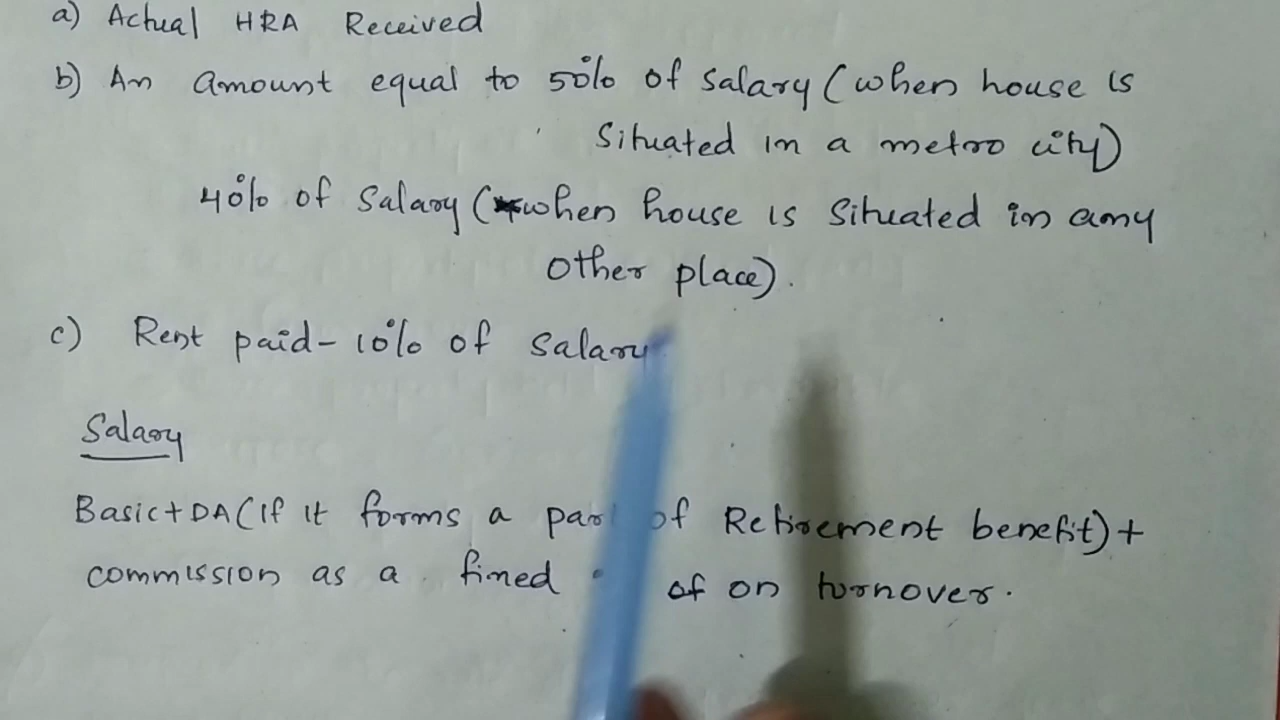 a) Actual HRA Received
b) An amount equal to 50% of salary (when house is
situated in a metro city)
40% of salary (when house is situated in any
other place).
c) Rent paid - 10% of salary
Salary
Basic + DA (if it forms a part of Retirement benefit) +
commission as a fixed of on turnover.